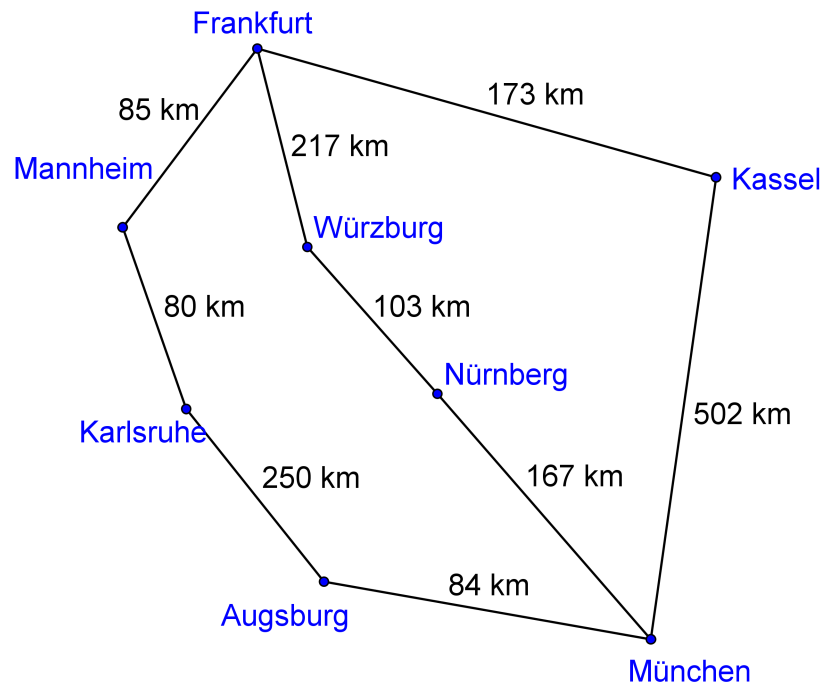 Frankfurt
173 km
85 km
217 km
Mannheim
Kassel
Würzburg
80 km
103 km
Nürnberg
502 km
Karlsruhe
250 km
167 km
84 km
Augsburg
München